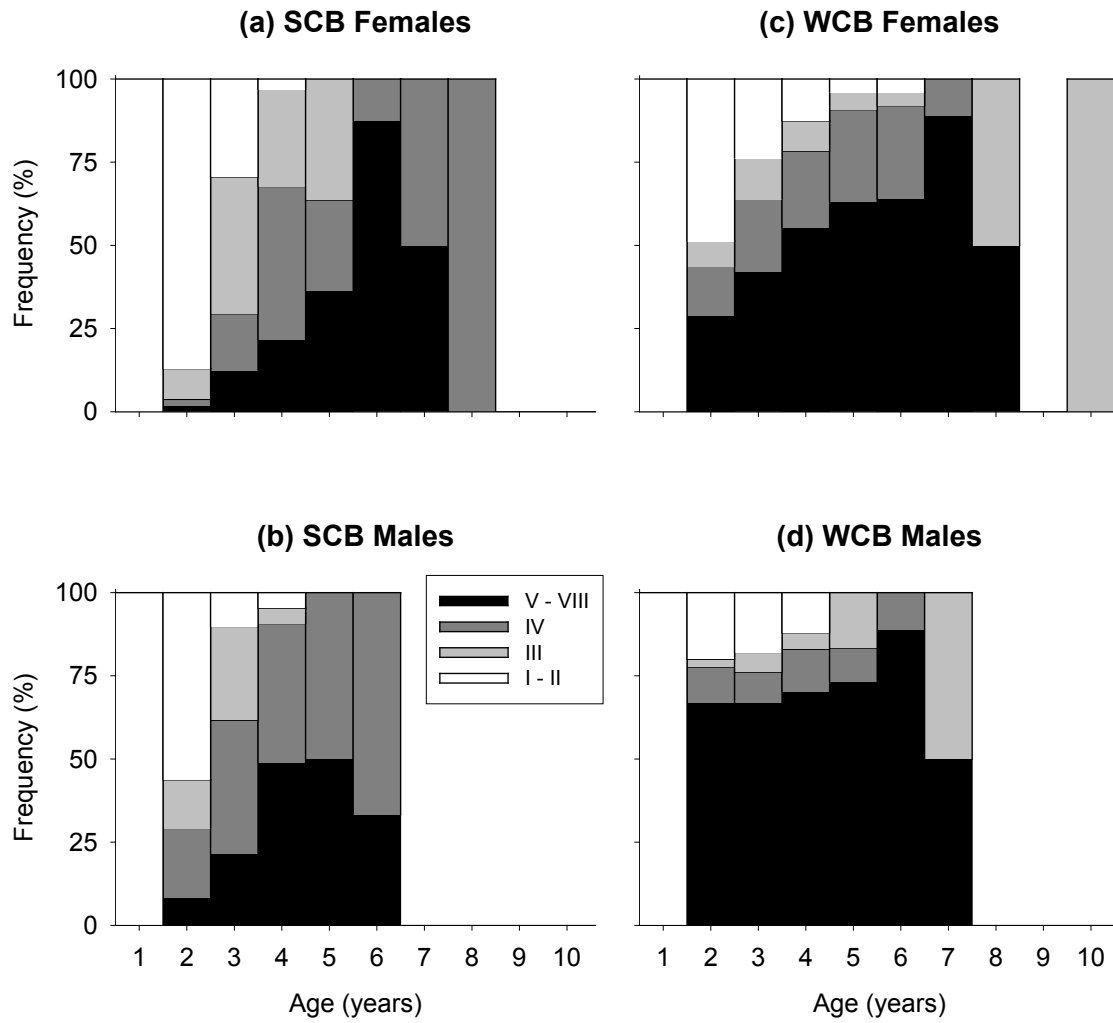 (a) SCB Females
(c) WCB Females
Frequency (%)
100
75
50
25
0
(b) SCB Males
(d) WCB Males
V - VIII
IV
III
I - II
Frequency (%)
100
75
50
25
0
1 2 3 4 5 6 7 8 9 10
1 2 3 4 5 6 7 8 9 10
Age (years)
Age (years)